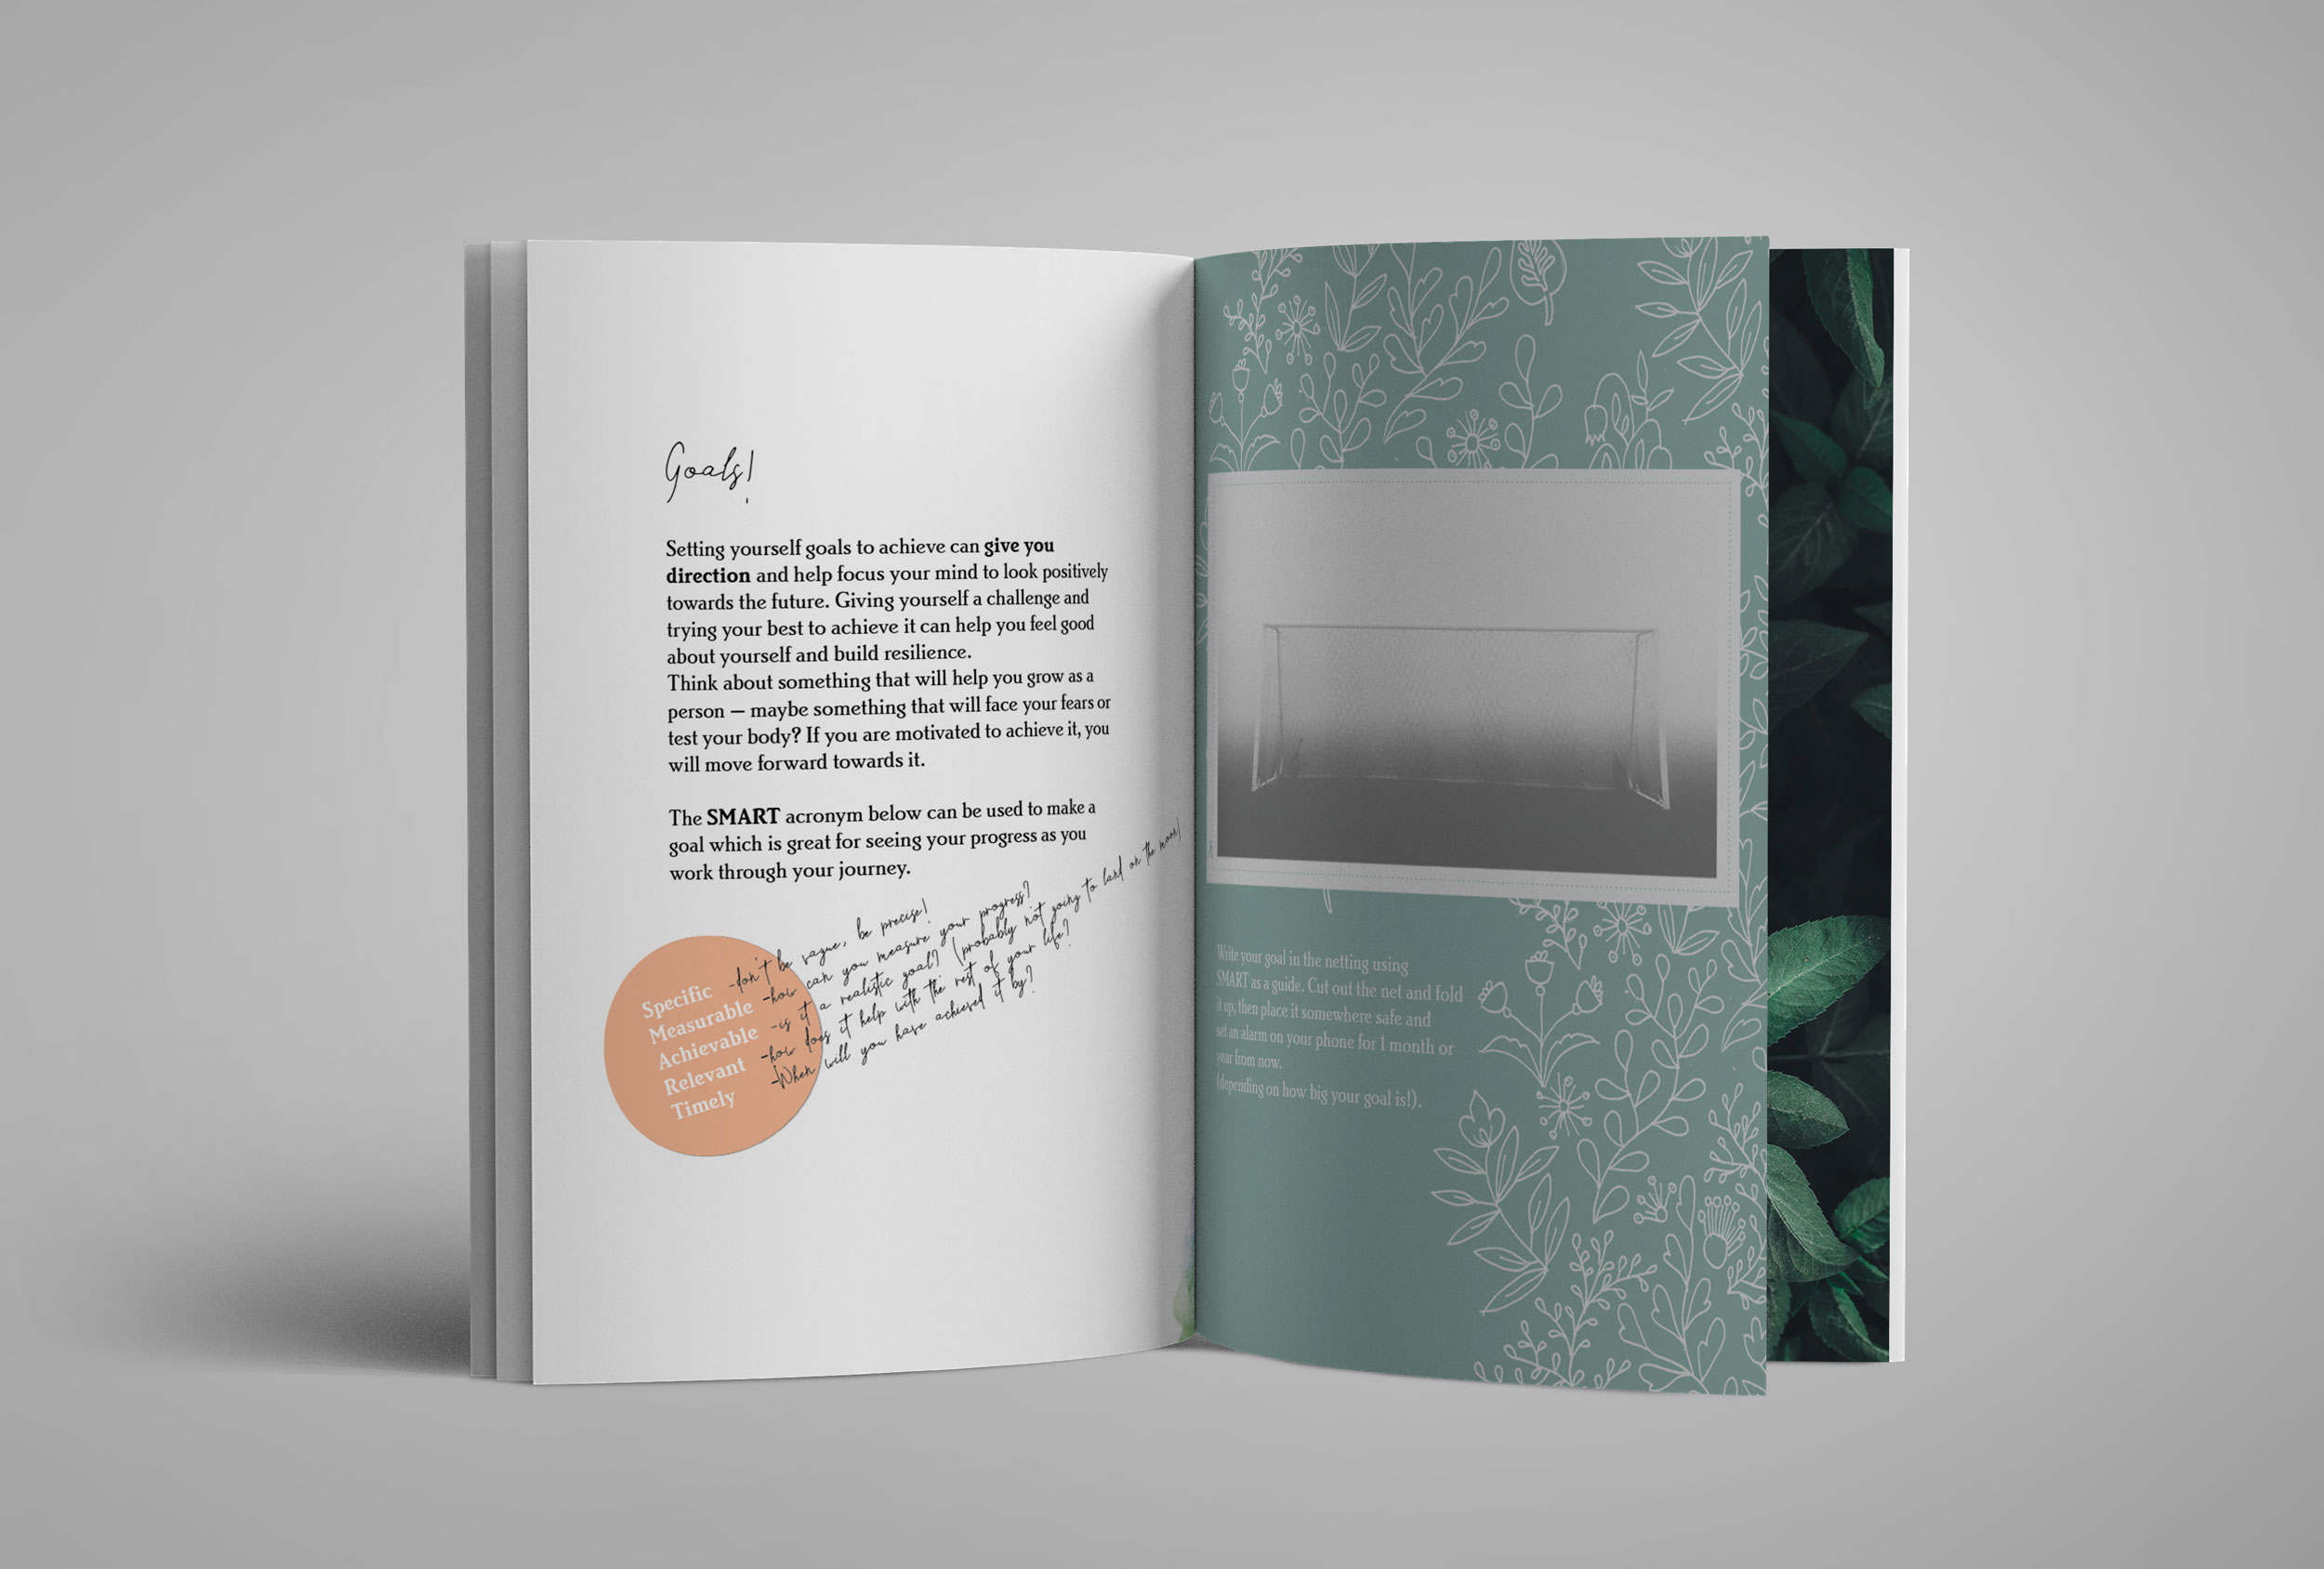 Goals!
Setting yourself goals to achieve can give you
direction and help focus your mind to look positively
towards the future. Giving yourself a challenge and
trying your best to achieve it can help you feel good
about yourself and build resilience.
Think about something that will help you grow as a
person — maybe something that will face your fears or
test your body? If you are motivated to achieve it, you
will move forward towards it.
The SMART acronym below can be used to make a
goal which is great for seeing your progress as you
work through your journey.
Specific -don't be vague, be precise!
Measurable -how can you measure your progress?
Achievable -is it a realistic goal? (probably not going to land on the moon)
Relevant -how does it help with the rest of your life?
Timely -When will you have achieved it by?
Write your goal in the netting using
SMART as a guide. Cut out the net and fold
it up, then place it somewhere safe and
set an alarm on your phone for 1 month or
year from now.
(depending on how big your goal is!).